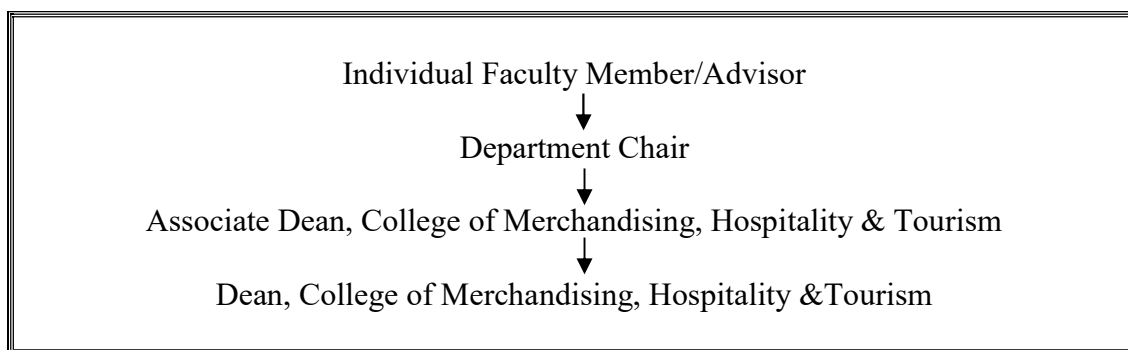 Individual Faculty Member/Advisor
Department Chair
Associate Dean, College of Merchandising, Hospitality & Tourism
Dean, College of Merchandising, Hospitality &Tourism